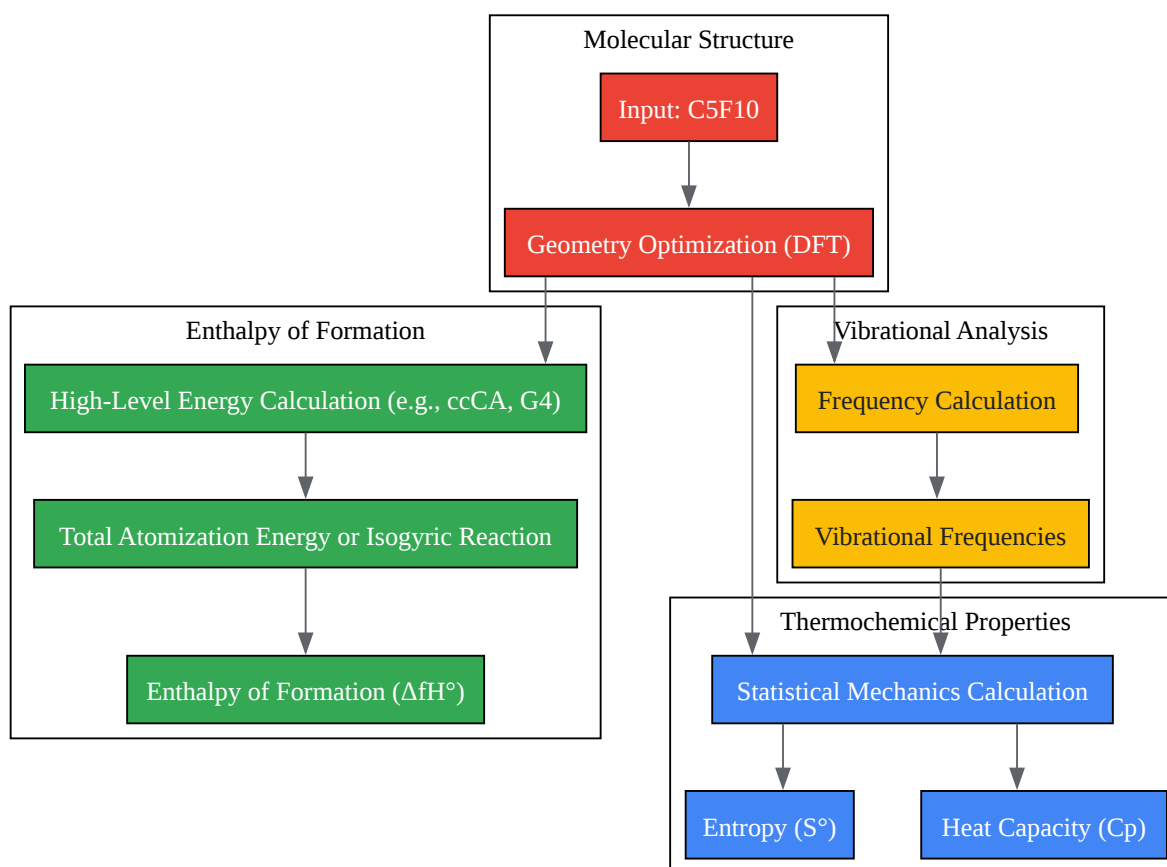 Molecular Structure
Input: C5F10
Geometry Optimization (DFT)
Enthalpy of Formation
High-Level Energy Calculation (e.g., ccCA, G4)
Total Atomization Energy or Isogyric Reaction
Enthalpy of Formation (ΔfH°)
Vibrational Analysis
Frequency Calculation
Vibrational Frequencies
Thermochemical Properties
Statistical Mechanics Calculation
Entropy (S°)
Heat Capacity (Cp)